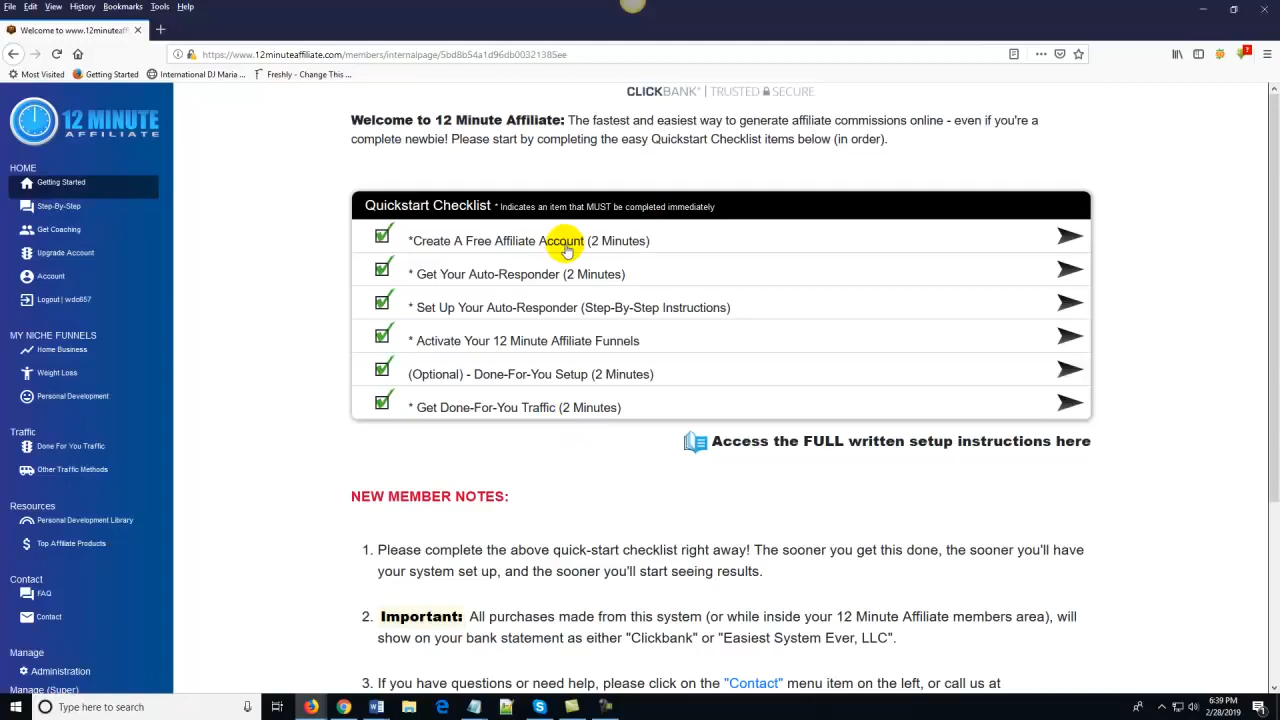 File Edit View History Bookmarks Tools Help
Welcome to www.12minuteaff
https://www.12minuteaffiliate.com/members/internalpage/5bd8b54a1d96db00321385ee
Most Visited Getting Started International DJ Maria ... Freshly - Change This ...
12 MINUTE
AFFILIATE
HOME
Getting Started
Step-By-Step
Get Coaching
Upgrade Account
Account
Logout | wdc657
MY NICHE FUNNELS
Home Business
Weight Loss
Personal Development
Traffic
Done For You Traffic
Other Traffic Methods
Resources
Personal Development Library
Top Affiliate Products
Contact
FAQ
Contact
Manage
Administration
Manage (Super)
CLICKBANK | TRUSTED SECURE
Welcome to 12 Minute Affiliate: The fastest and easiest way to generate affiliate commissions online - even if you're a
complete newbie! Please start by completing the easy Quickstart Checklist items below (in order).
Quickstart Checklist * Indicates an item that MUST be completed immediately
*Create A Free Affiliate Account (2 Minutes)
* Get Your Auto-Responder (2 Minutes)
* Set Up Your Auto-Responder (Step-By-Step Instructions)
* Activate Your 12 Minute Affiliate Funnels
(Optional) - Done-For-You Setup (2 Minutes)
* Get Done-For-You Traffic (2 Minutes)
Access the FULL written setup instructions here
NEW MEMBER NOTES:
1. Please complete the above quick-start checklist right away! The sooner you get this done, the sooner you'll have
your system set up, and the sooner you'll start seeing results.
2. Important: All purchases made from this system (or while inside your 12 Minute Affiliate members area), will
show on your bank statement as either "Clickbank" or "Easiest System Ever, LLC".
3. If you have questions or need help, please click on the "Contact" menu item on the left, or call us at
Type here to search
6:39 PM
2/28/2019